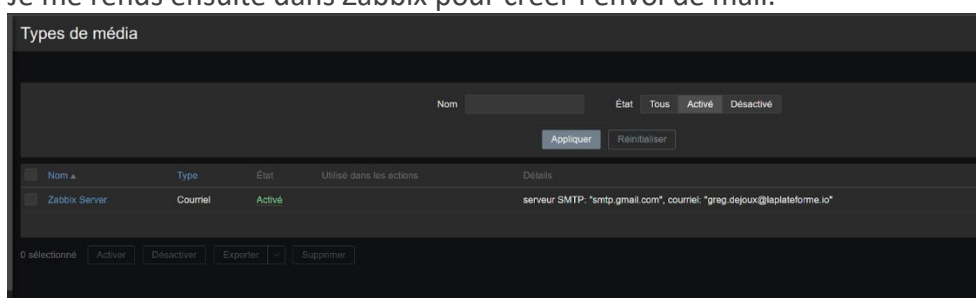 Je me rends ensuite dans Zabbix pour créer l'envoi de mail.
Types de média
Nom
État Tous Activé Désactivé
Appliquer Réinitialiser
Nom ▲ Type État Utilisé dans les actions Détails
Zabbix Server Courriel Activé serveur SMTP: "smtp.gmail.com", courriel: "greg.dejoux@laplateforme.io"
0 sélectionné Activer Désactiver Exporter Supprimer